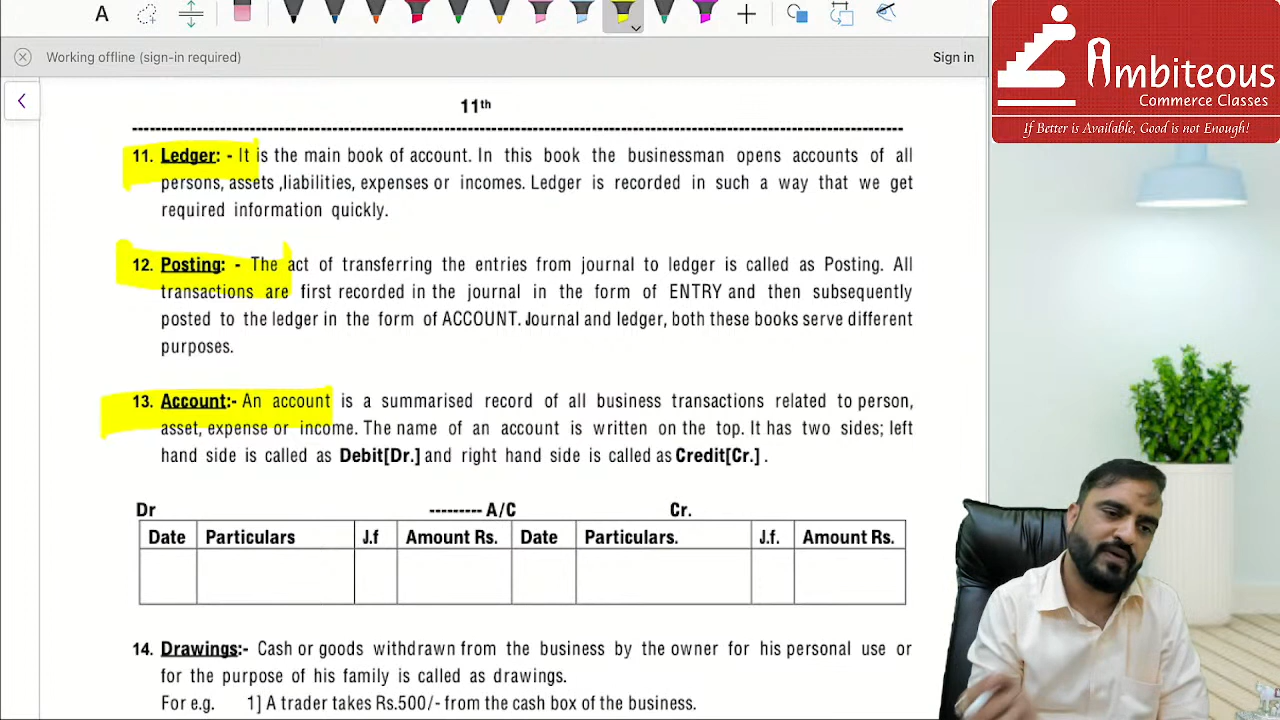 A
Working offline (sign-in required)
Sign in
Ambiteous
Commerce Classes
If Better is Available, Good is not Enough!
11th
11. Ledger: - It is the main book of account. In this book the businessman opens accounts of all
persons, assets ,liabilities, expenses or incomes. Ledger is recorded in such a way that we get
required information quickly.
12. Posting: - The act of transferring the entries from journal to ledger is called as Posting. All
transactions are first recorded in the journal in the form of ENTRY and then subsequently
posted to the ledger in the form of ACCOUNT. Journal and ledger, both these books serve different
purposes.
13. Account:- An account is a summarised record of all business transactions related to person,
asset, expense or income. The name of an account is written on the top. It has two sides; left
hand side is called as Debit[Dr.] and right hand side is called as Credit[Cr.] .
Dr --------- A/C Cr.
Date Particulars J.f Amount Rs. Date Particulars. J.f. Amount Rs.
14. Drawings:- Cash or goods withdrawn from the business by the owner for his personal use or
for the purpose of his family is called as drawings.
For e.g. 1] A trader takes Rs.500/- from the cash box of the business.